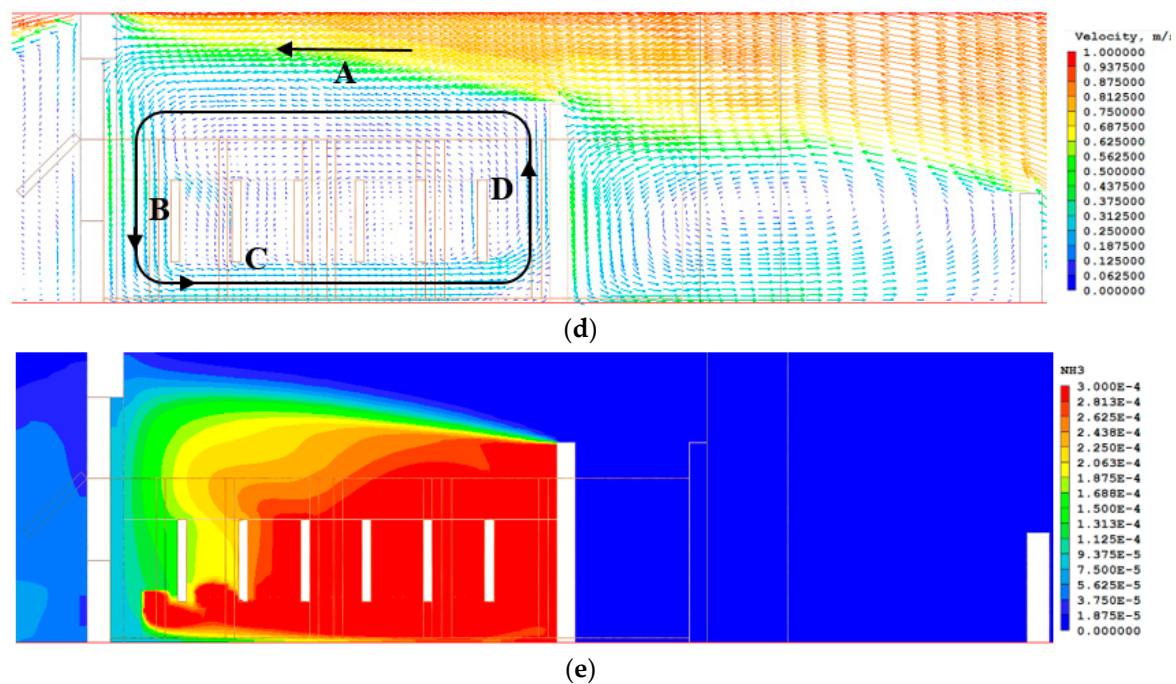 Velocity, m/s
1.000000
0.937500
0.875000
0.812500
0.750000
0.687500
0.625000
0.562500
0.500000
0.437500
0.375000
0.312500
0.250000
0.187500
0.125000
0.062500
0.000000
A
B
D
C
(d)
NH3
3.000E-4
2.813E-4
2.625E-4
2.438E-4
2.250E-4
2.063E-4
1.875E-4
1.688E-4
1.500E-4
1.313E-4
1.125E-4
9.375E-5
7.500E-5
5.625E-5
3.750E-5
1.875E-5
0.000000
(e)